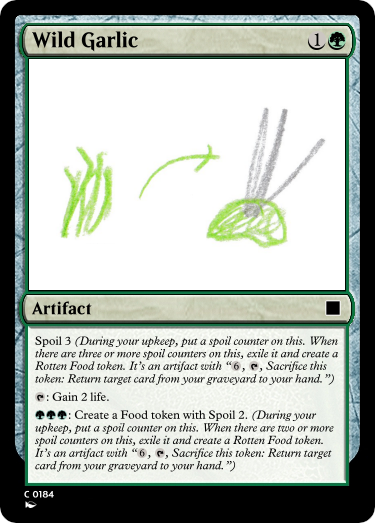 Wild Garlic 1
Artifact
Spoil 3 (During your upkeep, put a spoil counter on this. When
there are three or more spoil counters on this, exile it and create a
Rotten Food token. It's an artifact with “6, T, Sacrifice this
token: Return target card from your graveyard to your hand.”)
: Gain 2 life.
: Create a Food token with Spoil 2. (During your
upkeep, put a spoil counter on this. When there are two or more
spoil counters on this, exile it and create a Rotten Food token.
It's an artifact with “6, , Sacrifice this token: Return target
card from your graveyard to your hand.”)
C 0184